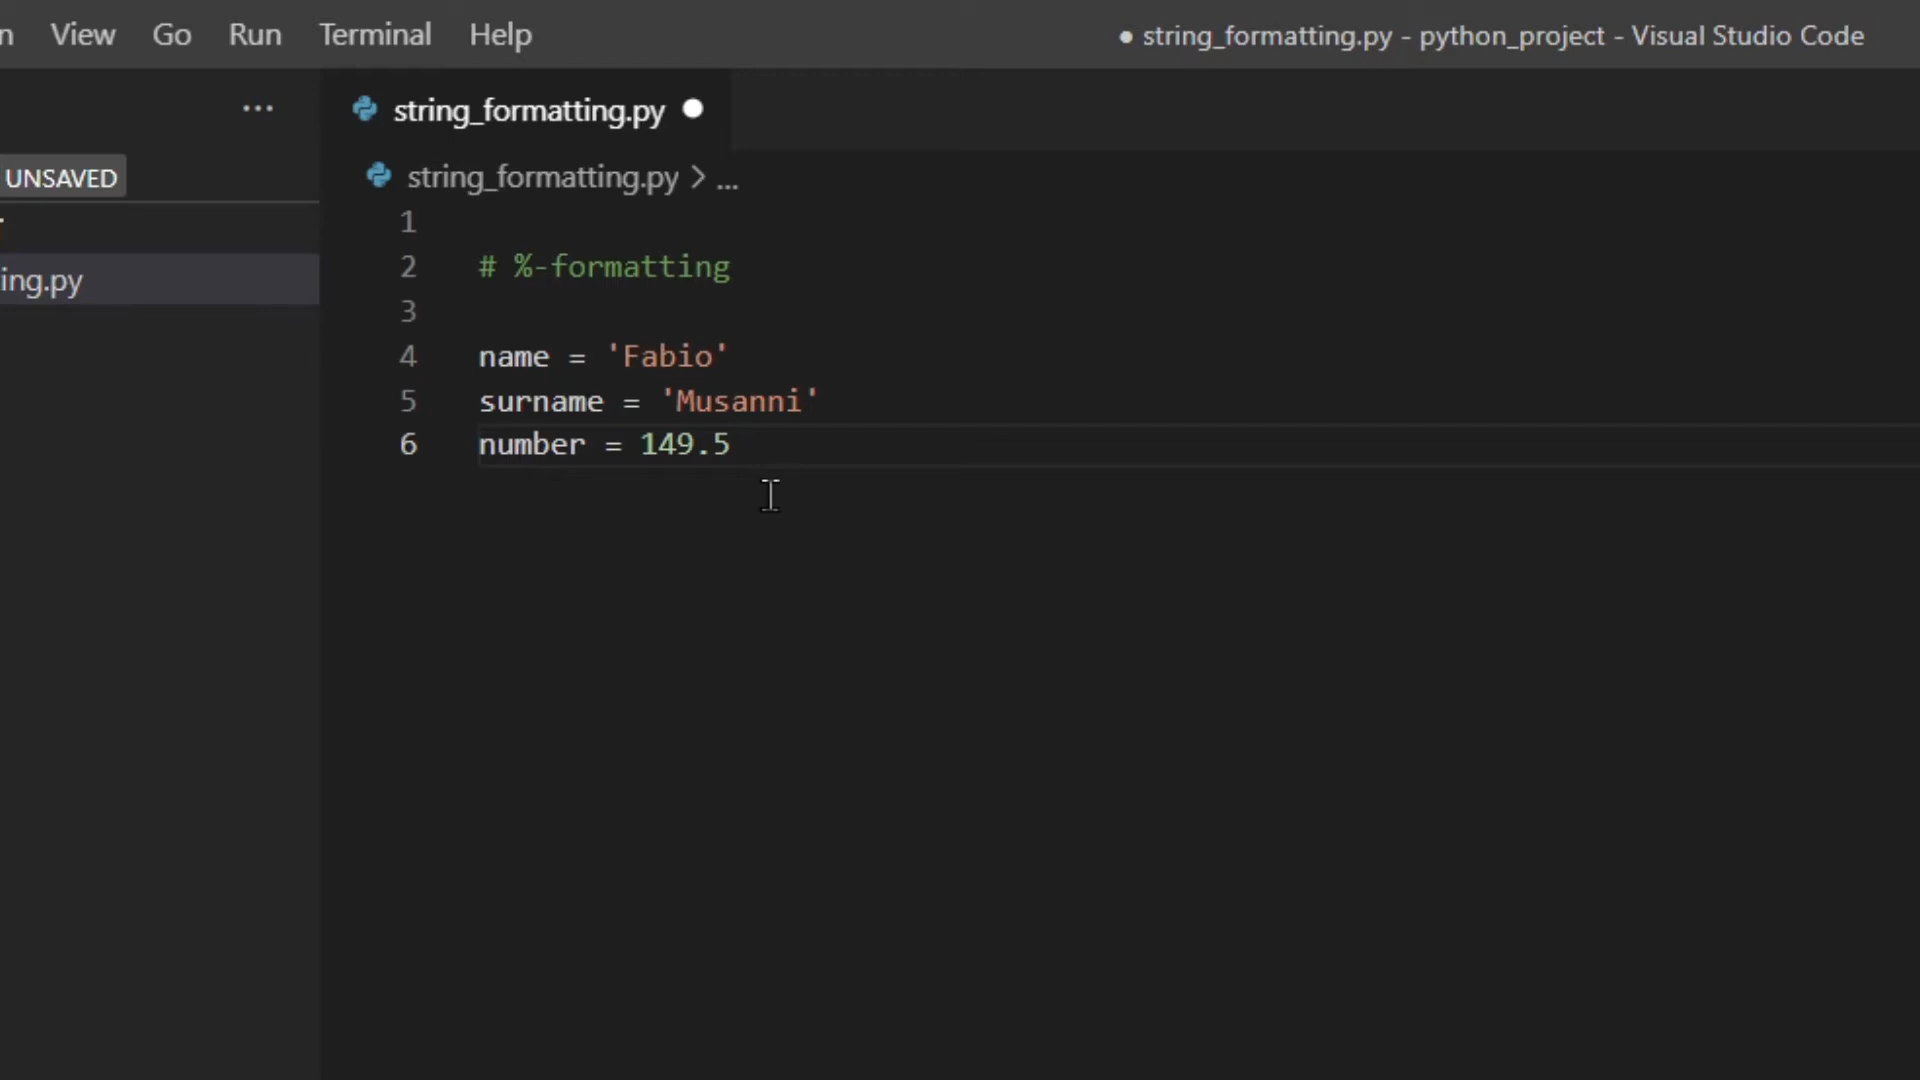 View Go Run Terminal Help
● string_formatting.py - python_project - Visual Studio Code
... string_formatting.py ●
UNSAVED
string_formatting.py > ...
ing.py
1
2 # %-formatting
3
4 name = 'Fabio'
5 surname = 'Musanni'
6 number = 149.5